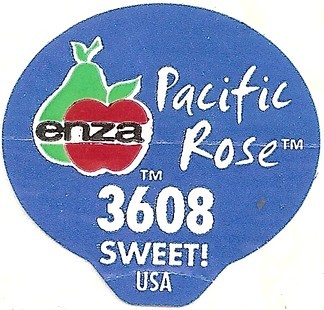 enza
TM
Pacific
Rose™
3608
SWEET!
USA